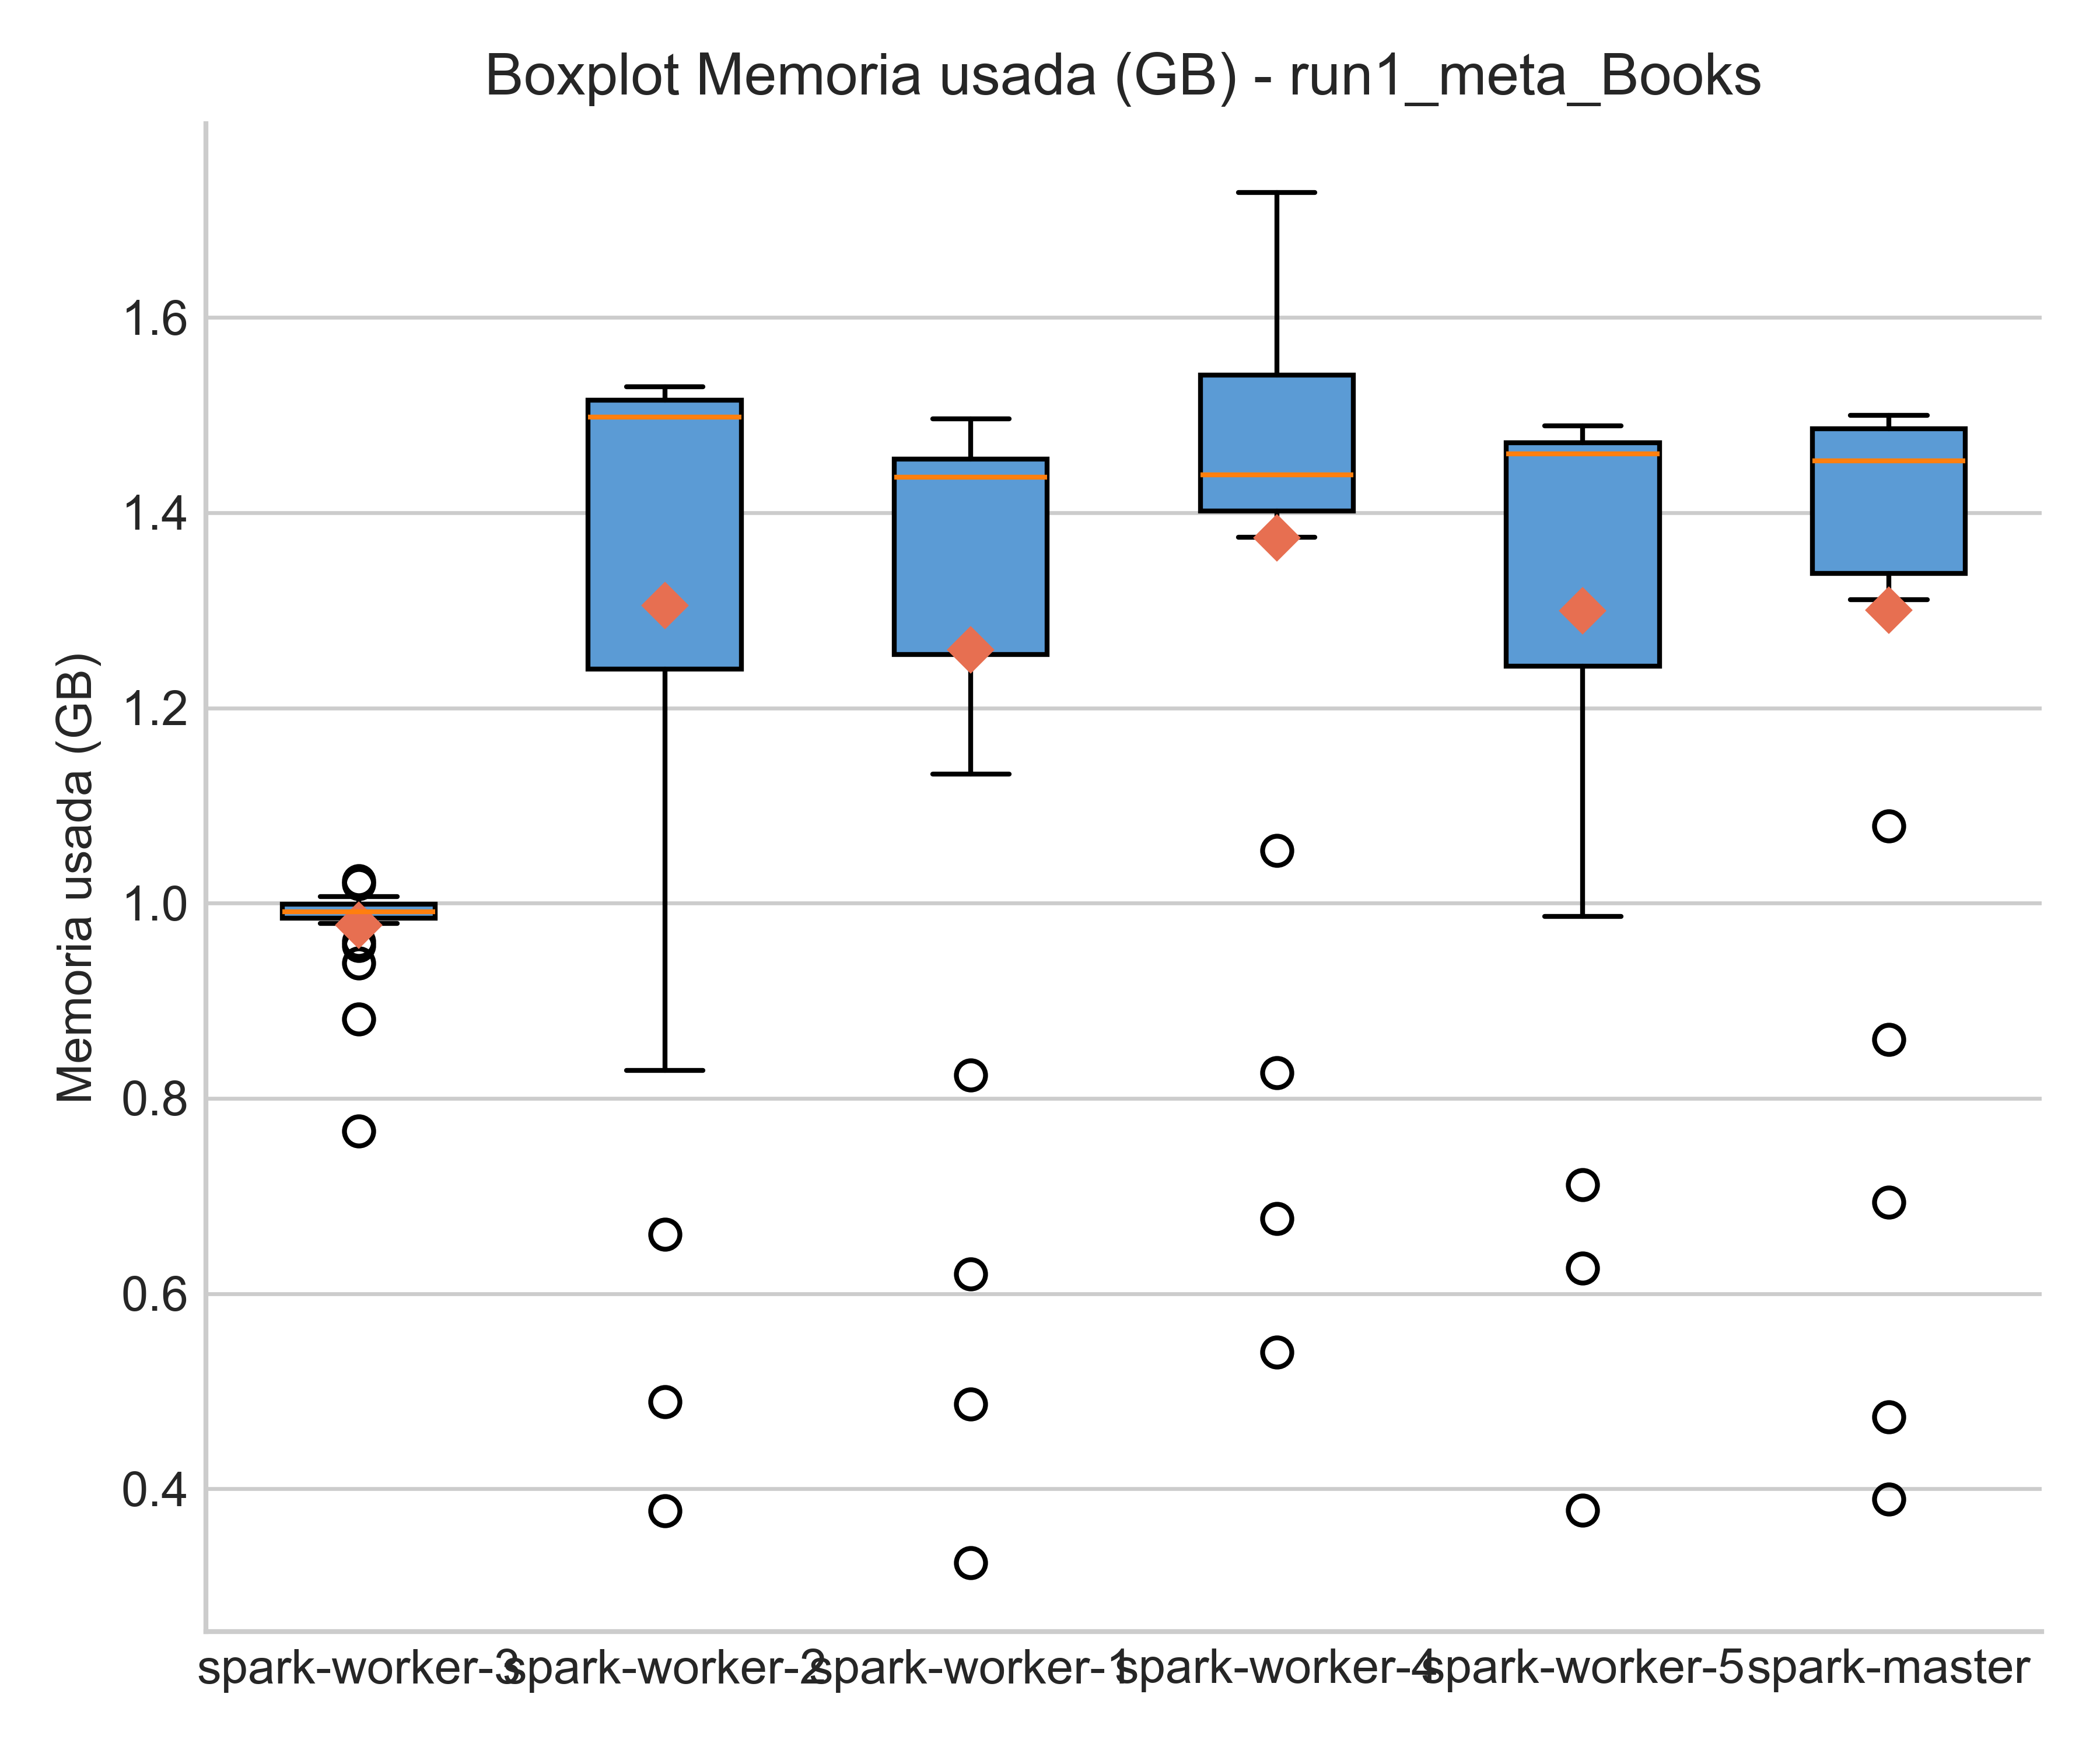 Boxplot Memoria usada (GB) - run1_meta_Books
Memoria usada (GB)
1.6
1.4
1.2
1.0
0.8
0.6
0.4
spark-worker-3 spark-worker-2 spark-worker-1 spark-worker-4 spark-worker-5 spark-master